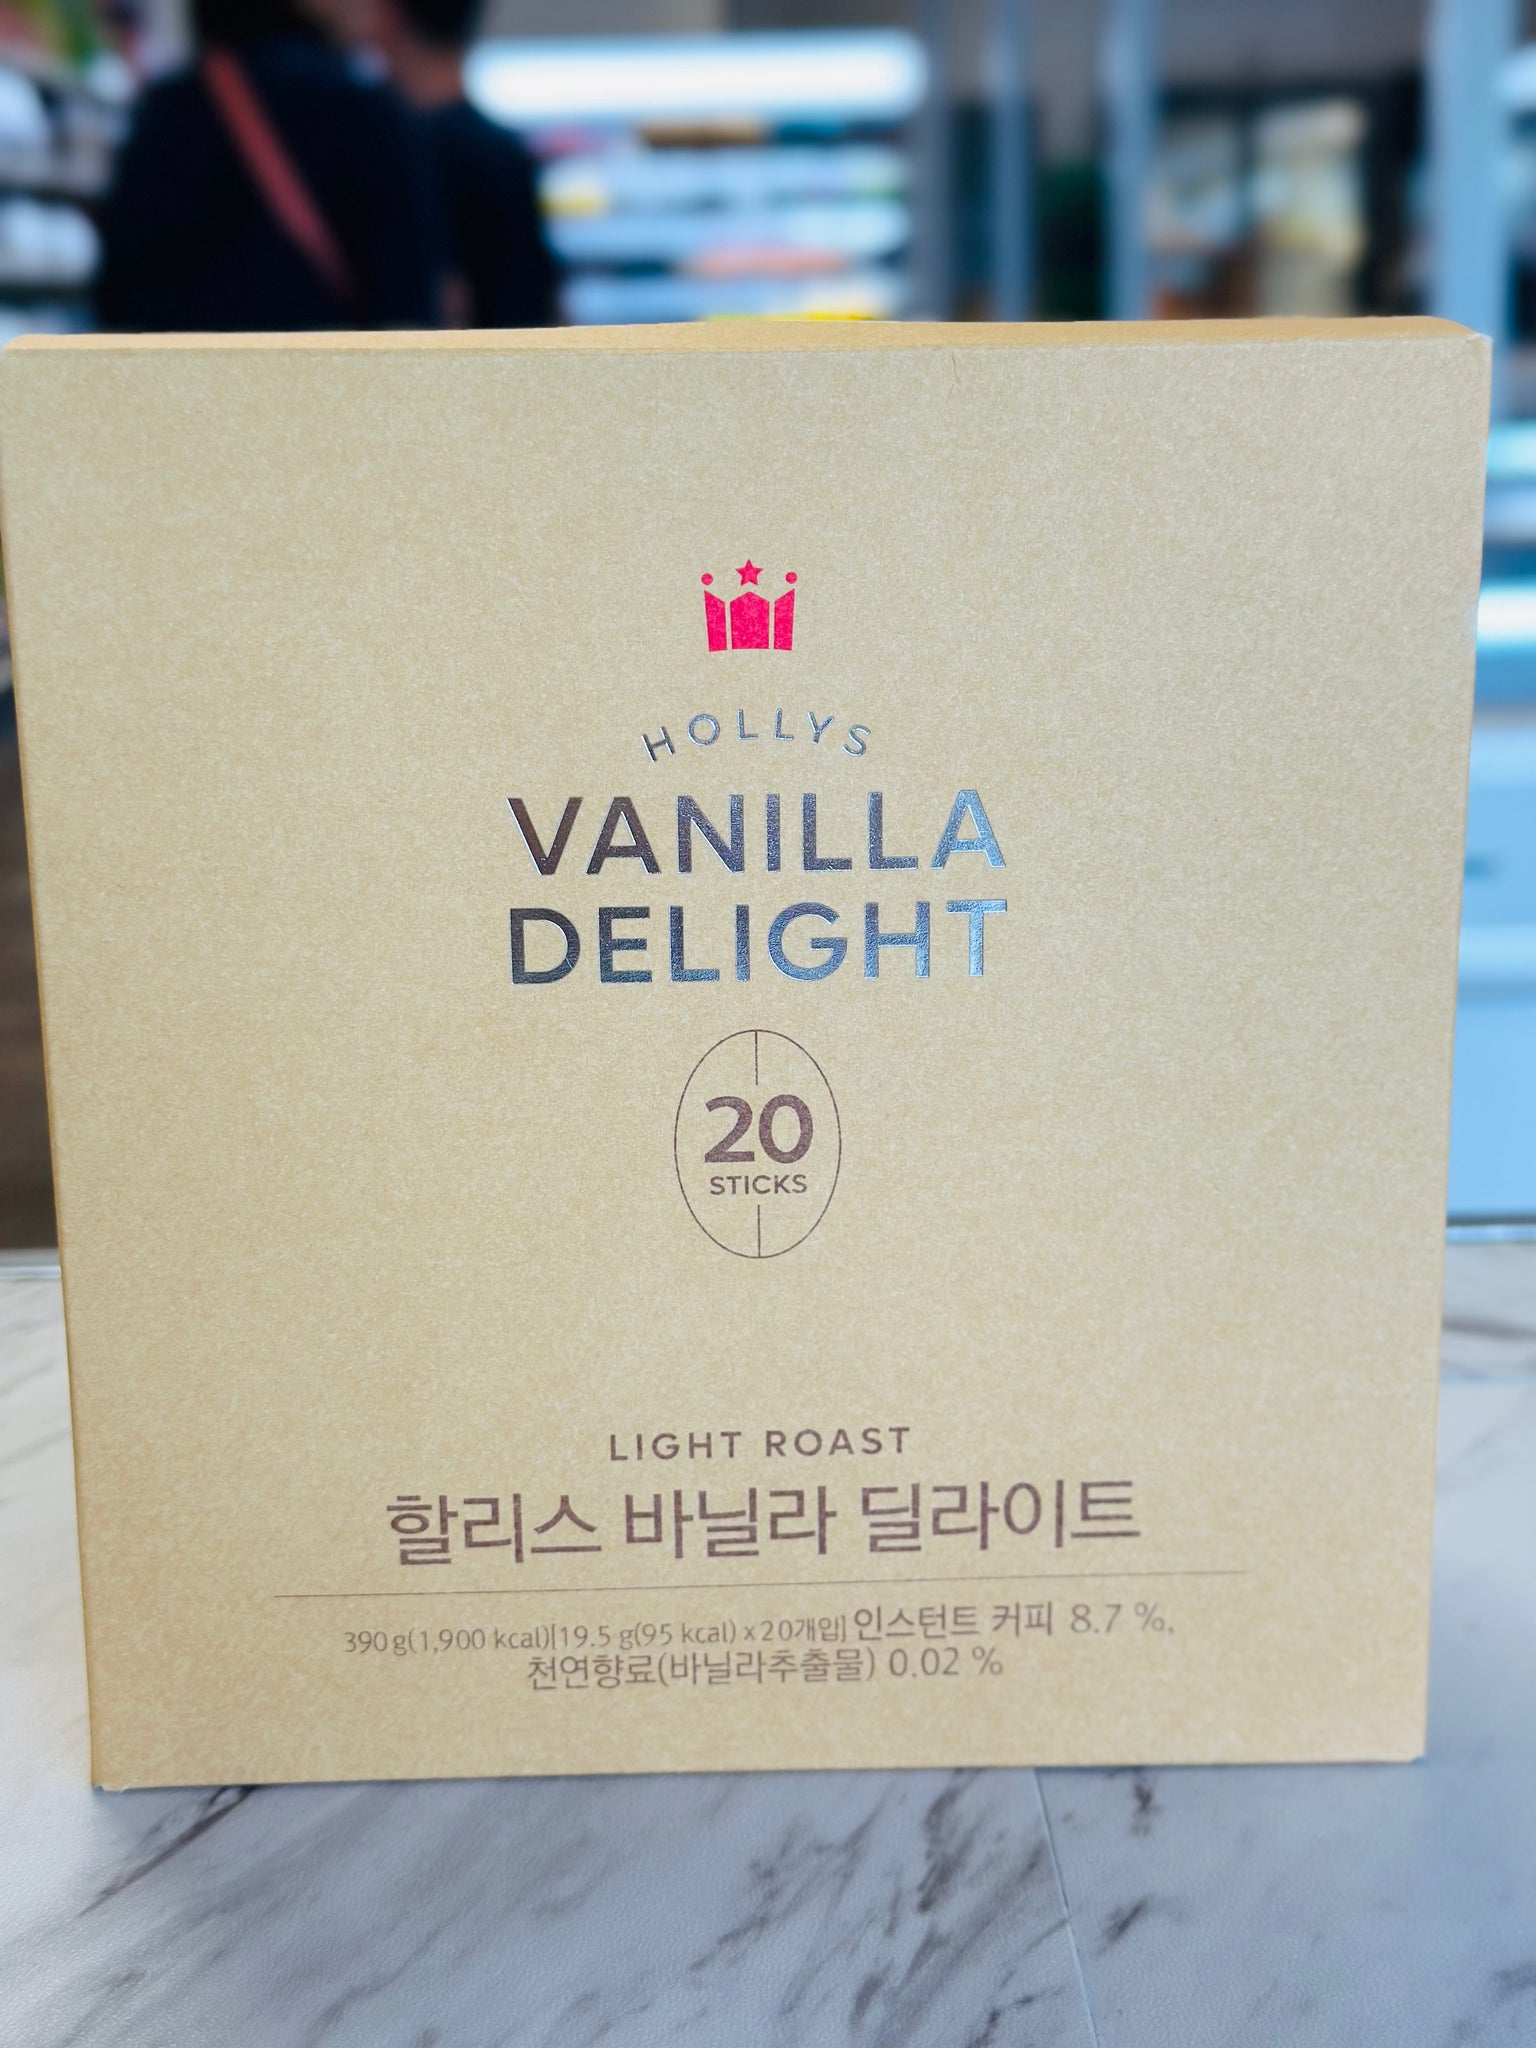 HOLLYS
VANILLA
DELIGHT
20
STICKS
LIGHT ROAST
할리스 바닐라 딜라이트
390 g(1,900 kcal)[19.5 g(95 kcal) x 20개입] 인스턴트 커피 8.7 %,
천연향료(바닐라추출물) 0.02 %